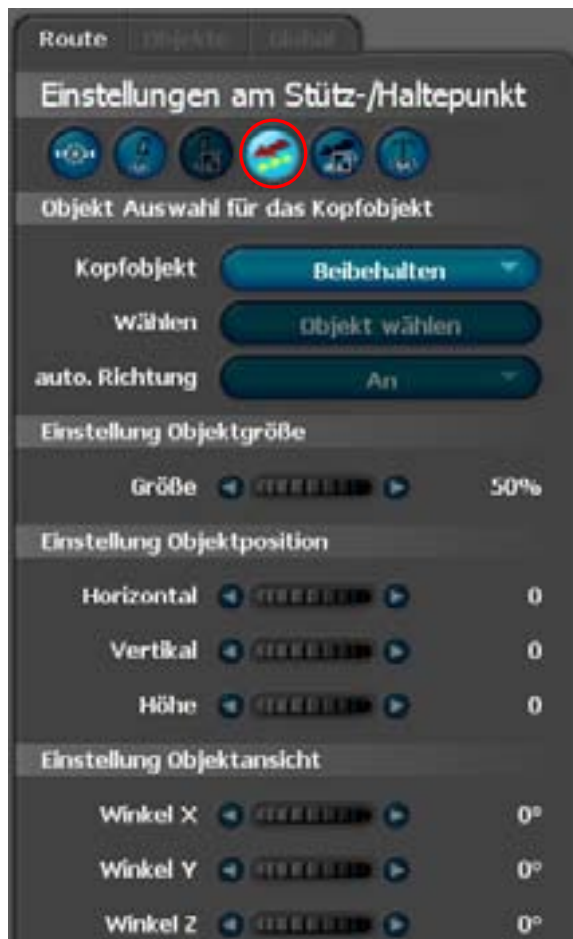 Route Objekte Global
Einstellungen am Stütz-/Haltepunkt
Objekt Auswahl für das Kopfobjekt
Kopfobjekt Beibehalten
Wählen Objekt wählen
auto. Richtung An
Einstellung Objektgröße
Größe 50%
Einstellung Objektposition
Horizontal 0
Vertikal 0
Höhe 0
Einstellung Objektansicht
Winkel X 0°
Winkel Y 0°
Winkel Z 0°